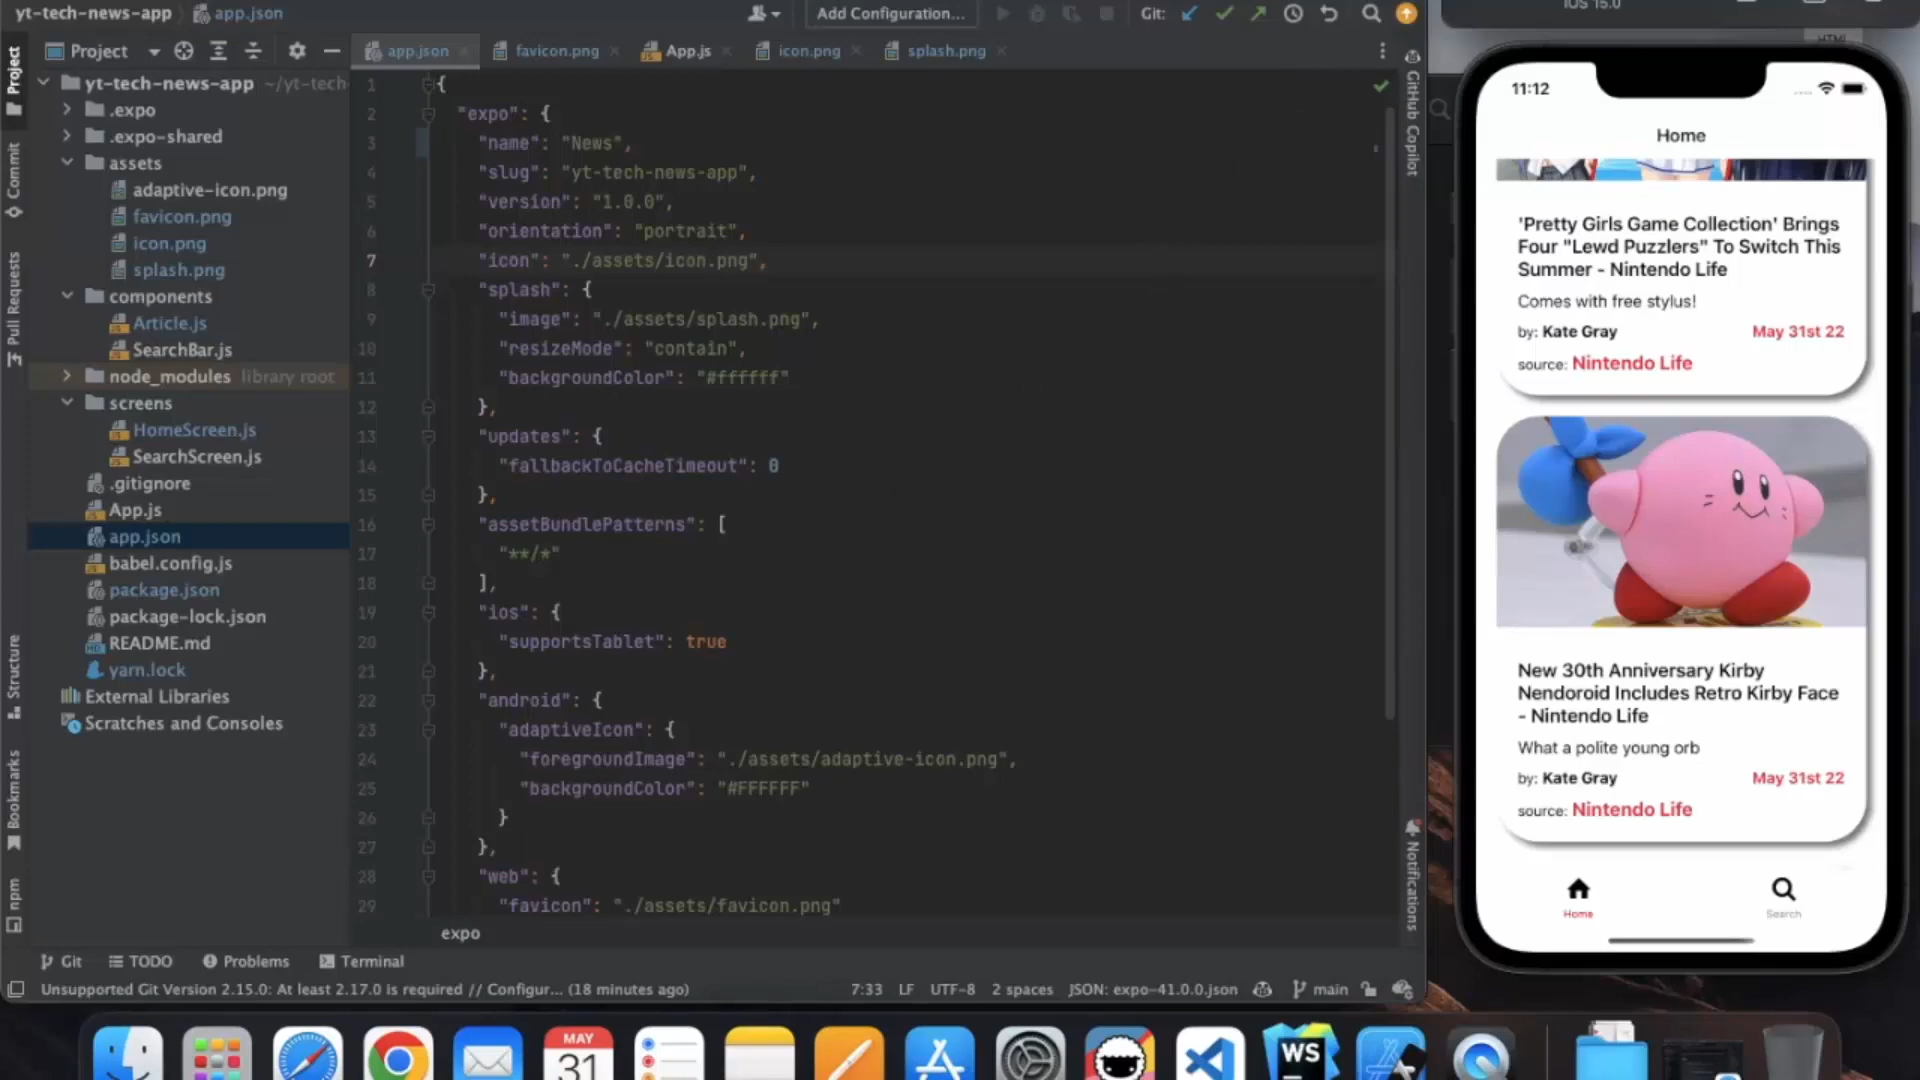 yt-tech-news-app
app.json
Add Configuration...
Git:
iOS 15.0
HTML
Project
app.json
favicon.png
App.js
icon.png
splash.png
Project
Commit
Pull Requests
Structure
Bookmarks
npm
yt-tech-news-app ~/yt-tech-
.expo
.expo-shared
assets
adaptive-icon.png
favicon.png
icon.png
splash.png
components
Article.js
SearchBar.js
node_modules library root
screens
HomeScreen.js
SearchScreen.js
.gitignore
App.js
app.json
babel.config.js
package.json
package-lock.json
README.md
yarn.lock
External Libraries
Scratches and Consoles
1 {
2 "expo": {
3 "name": "News",
4 "slug": "yt-tech-news-app",
5 "version": "1.0.0",
6 "orientation": "portrait",
7 "icon": "./assets/icon.png",
8 "splash": {
9 "image": "./assets/splash.png",
10 "resizeMode": "contain",
11 "backgroundColor": "#ffffff"
12 },
13 "updates": {
14 "fallbackToCacheTimeout": 0
15 },
16 "assetBundlePatterns": [
17 "**/*"
18 ],
19 "ios": {
20 "supportsTablet": true
21 },
22 "android": {
23 "adaptiveIcon": {
24 "foregroundImage": "./assets/adaptive-icon.png",
25 "backgroundColor": "#FFFFFF"
26 }
27 },
28 "web": {
29 "favicon": "./assets/favicon.png"
expo
GitHub Copilot
Notifications
Git
TODO
Problems
Terminal
Unsupported Git Version 2.15.0: At least 2.17.0 is required // Configur... (18 minutes ago)
7:33 LF UTF-8 2 spaces JSON: expo-41.0.0.json main
11:12
Home
'Pretty Girls Game Collection' Brings
Four "Lewd Puzzlers" To Switch This
Summer - Nintendo Life
Comes with free stylus!
by: Kate Gray May 31st 22
source: Nintendo Life
New 30th Anniversary Kirby
Nendoroid Includes Retro Kirby Face
- Nintendo Life
What a polite young orb
by: Kate Gray May 31st 22
source: Nintendo Life
Home
Search
MAY
31
WS